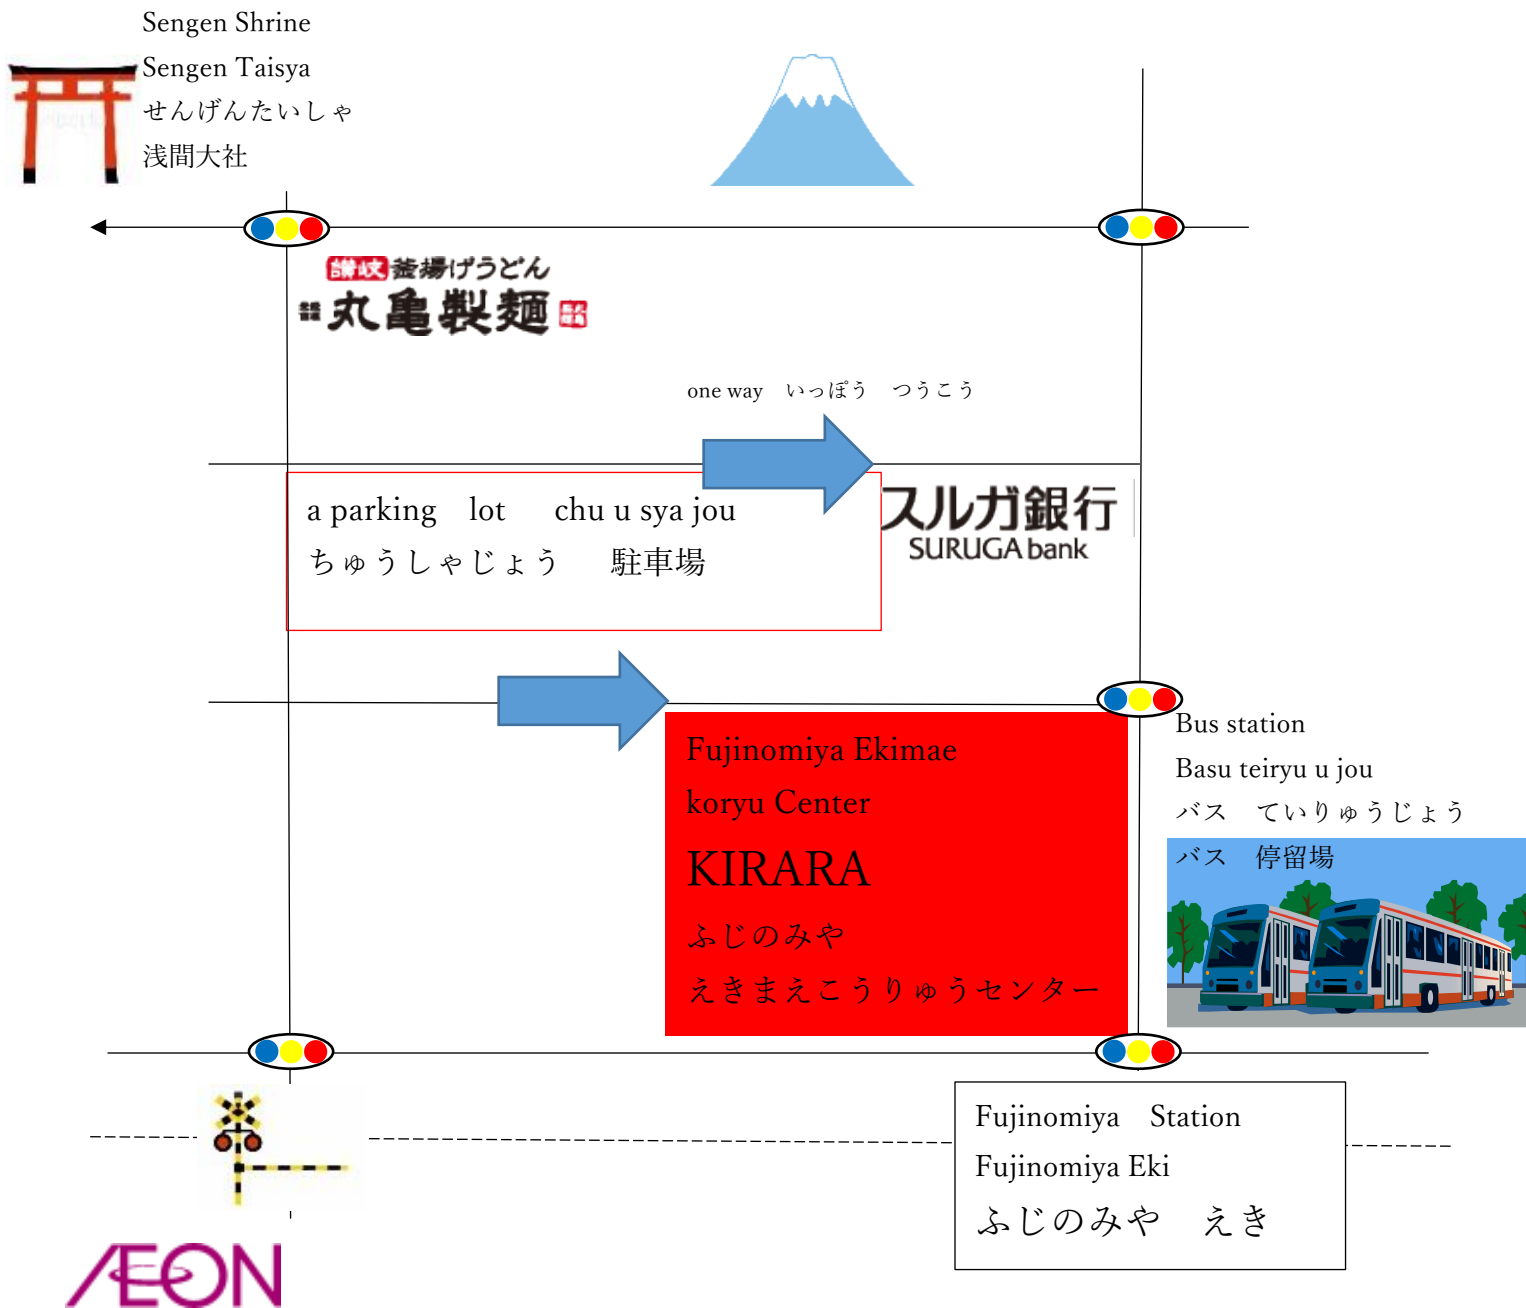 Sengen Shrine
Sengen Taisya
せんげんたいしゃ
浅間大社
讃岐釜揚げうどん
丸亀製麺
one way　いっぽう　つうこう
a parking　lot　 chu u sya jou
ちゅうしゃじょう　 駐車場
スルガ銀行
SURUGA bank
Fujinomiya Ekimae
koryu Center
KIRARA
ふじのみや
えきまえこうりゅうセンター
Bus station
Basu teiryu u jou
バス　ていりゅうじょう
バス　停留場
Fujinomiya　Station
Fujinomiya Eki
ふじのみや　えき
ÆON